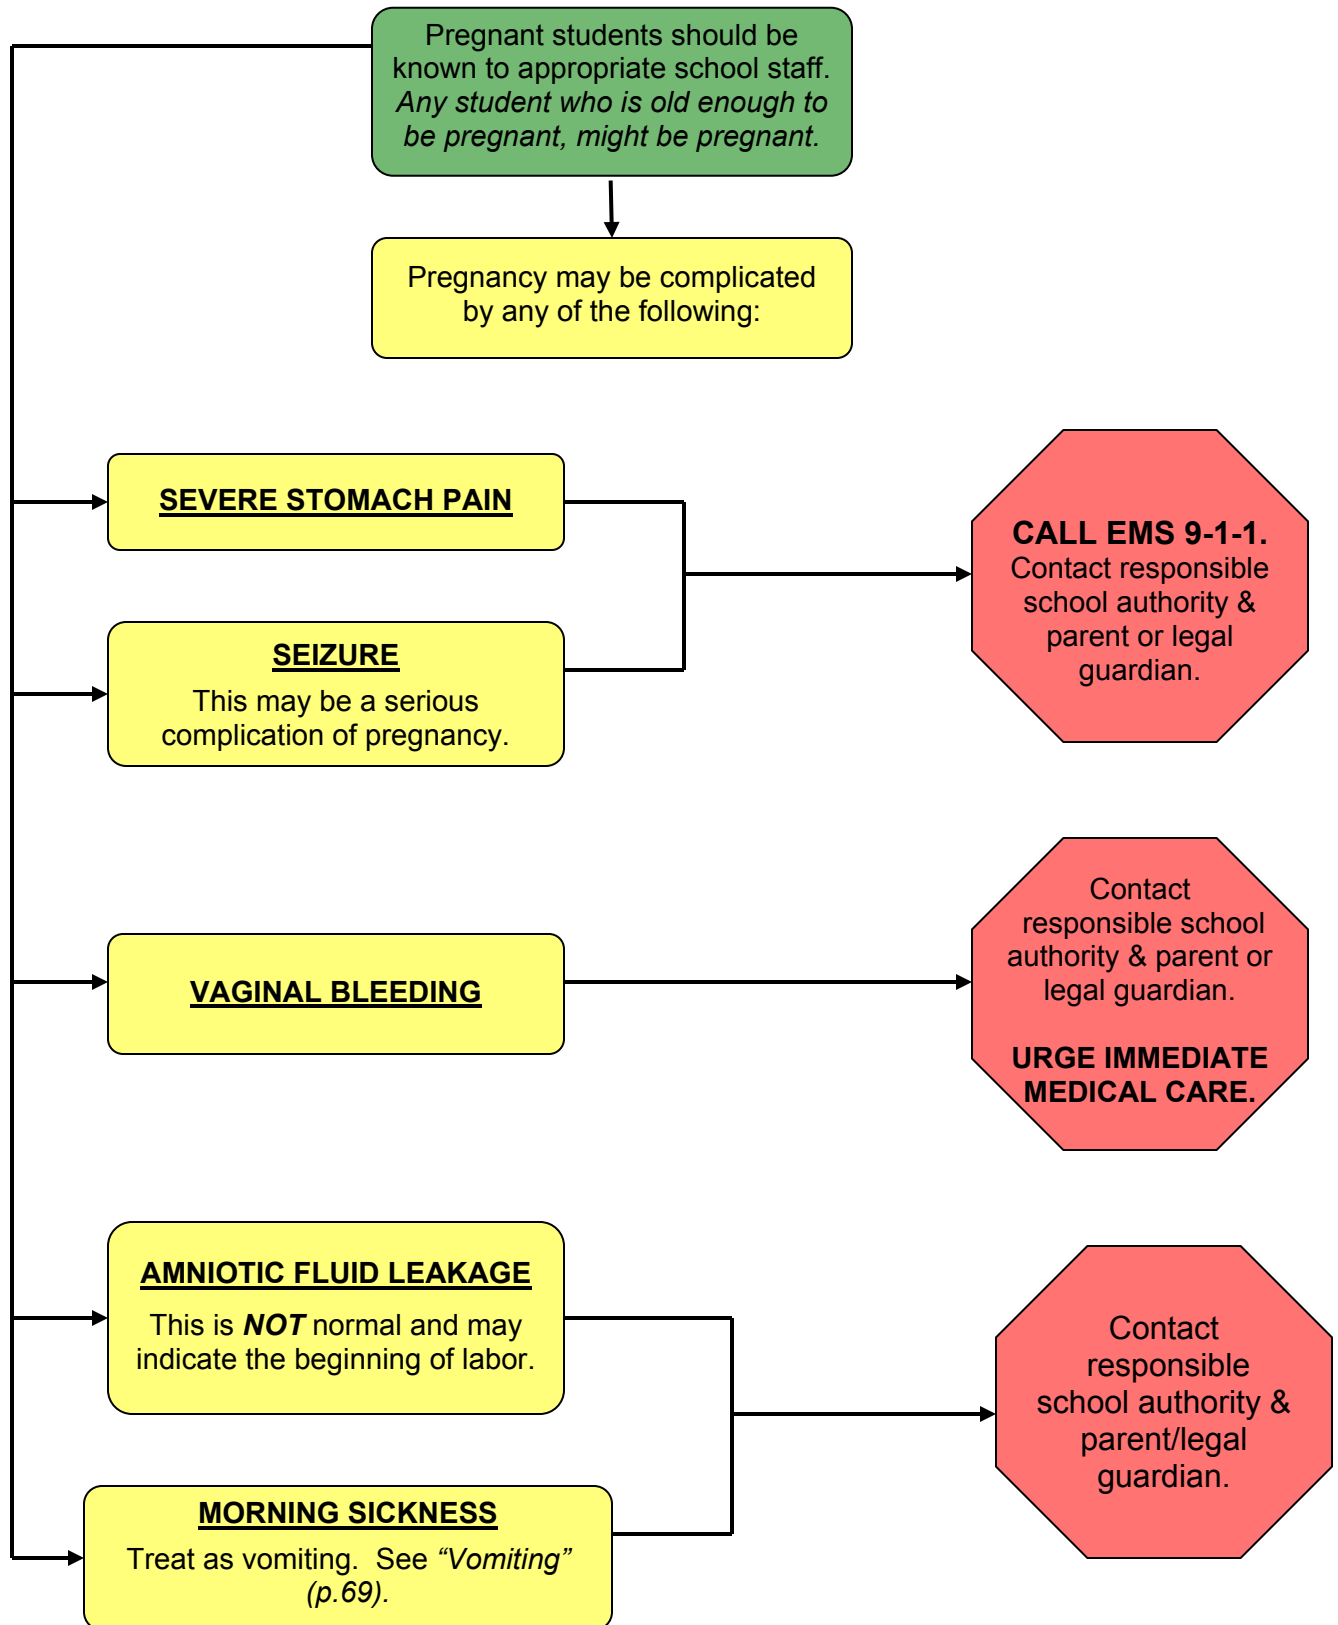 Pregnant students should be
known to appropriate school staff.
Any student who is old enough to
be pregnant, might be pregnant.
Pregnancy may be complicated
by any of the following:
SEVERE STOMACH PAIN
SEIZURE
This may be a serious
complication of pregnancy.
CALL EMS 9-1-1.
Contact responsible
school authority &
parent or legal
guardian.
VAGINAL BLEEDING
Contact
responsible school
authority & parent or
legal guardian.
URGE IMMEDIATE
MEDICAL CARE.
AMNIOTIC FLUID LEAKAGE
This is NOT normal and may
indicate the beginning of labor.
MORNING SICKNESS
Treat as vomiting.  See “Vomiting”
(p.69).
Contact
responsible
school authority &
parent/legal
guardian.